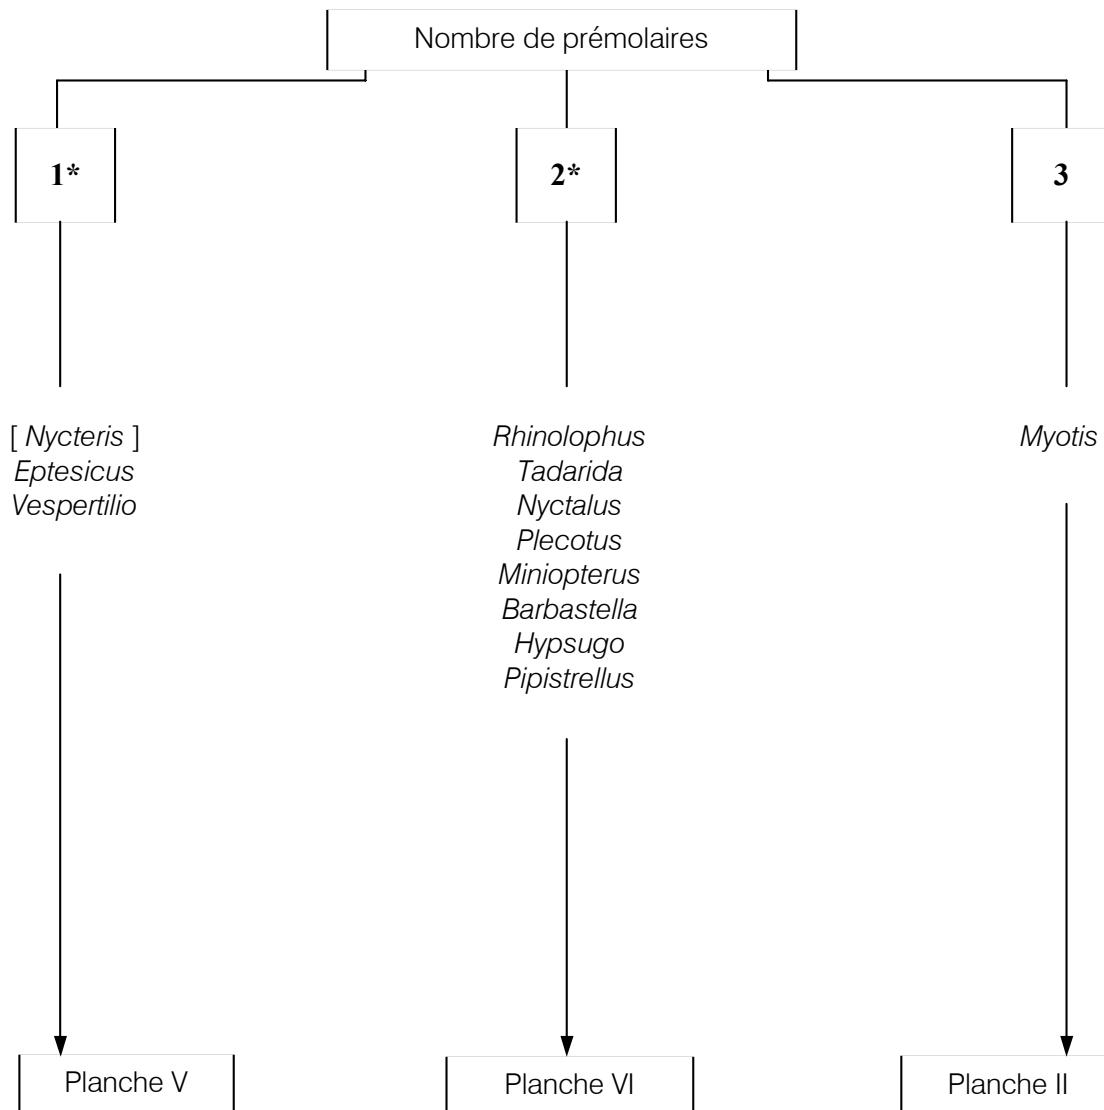 Nombre de prémolaires
1*
2*
3
[ Nycteris ]
Eptesicus
Vespertilio
Rhinolophus
Tadarida
Nyctalus
Plecotus
Miniopterus
Barbastella
Hypsugo
Pipistrellus
Myotis
Planche V
Planche VI
Planche II